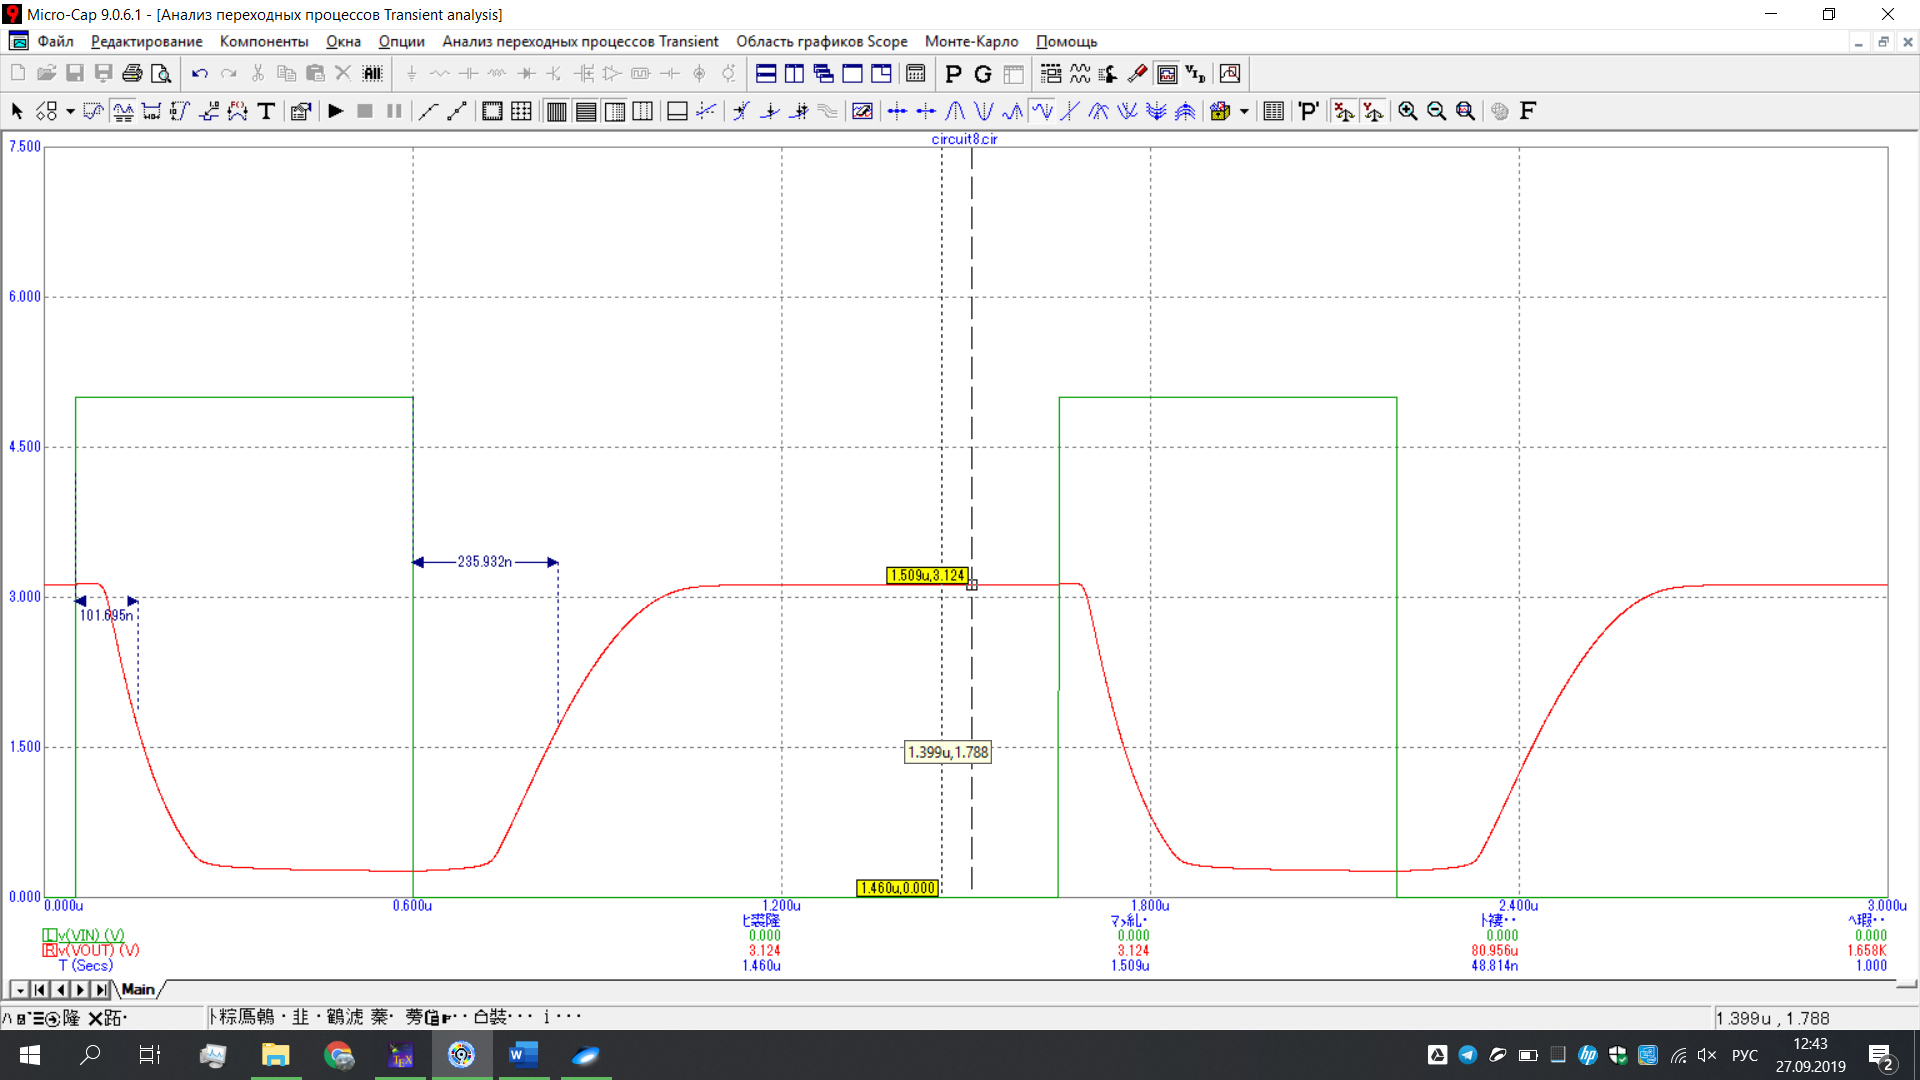 Micro-Cap 9.0.6.1 - [Анализ переходных процессов Transient analysis]
Файл Редактирование Компоненты Окна Опции Анализ переходных процессов Transient Область графиков Scope Монте-Карло Помощь
P G
T 'P' F
circuit8.cir
7.500
6.000
4.500
3.000
1.500
0.000
235.932n
1.509u,3.124
101.695n
1.399u,1.788
1.460u,0.000
0.000u 0.600u 1.200u 1.800u 2.400u 3.000u
L v(VIN) (V) 0.000 0.000 0.000 0.000
R v(VOUT) (V) 3.124 3.124 80.956u 1.658K
T (Secs) 1.460u 1.509u 48.814n 1.000
Main
1.399u , 1.788
РУС
12:43
27.09.2019
2